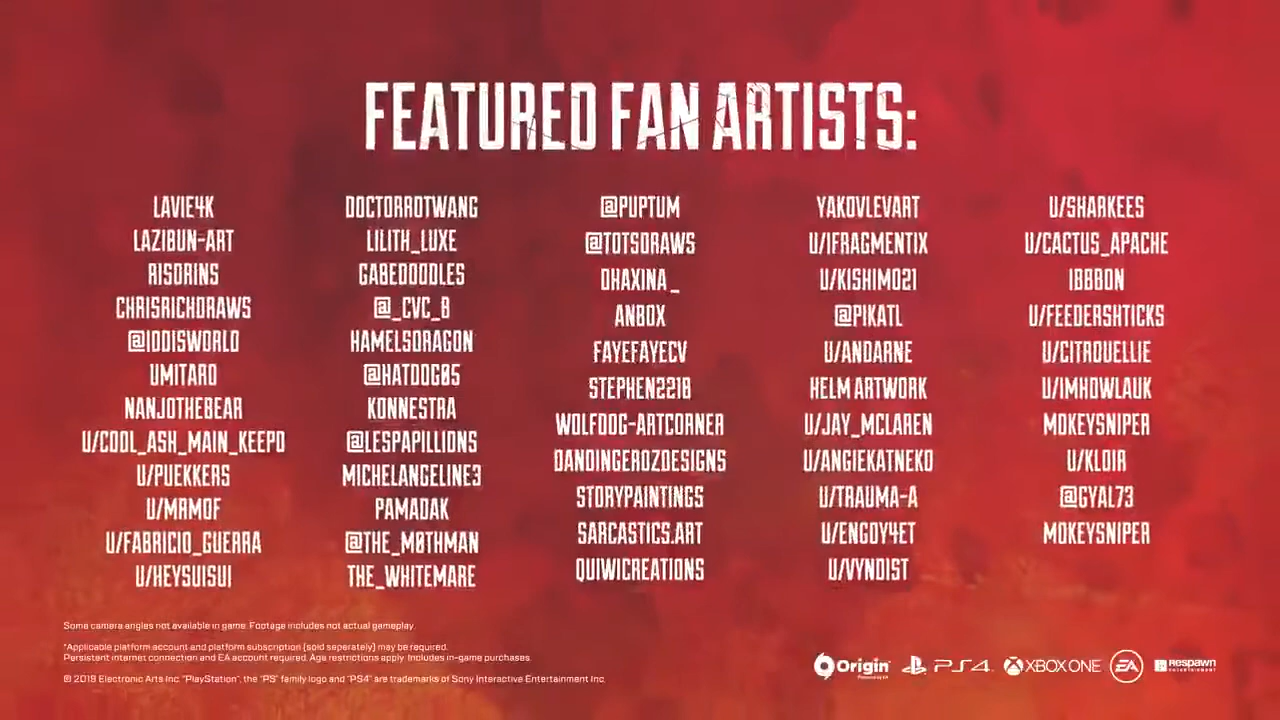 FEATURED FAN ARTISTS:
LAVIE4K
LAZIBUN-ART
RISORINS
CHRISRICHDRAWS
@IDDISWORLD
UMITARO
NANJOTHEBEAR
U/COOL_ASH_MAIN_KEEPO
U/PUEKKERS
U/MRMOF
U/FABRICIO_GUERRA
U/HEYSUISUI
DOCTORROTWANG
LILITH_LUXE
GABEDOODLES
@_CVC_B
HAMELSDRAGON
@HATDOG85
KONNESTRA
@LESPAPILLIONS
MICHELANGELINE3
PAMADAK
@THE_M0THMAN
THE_WHITEMARE
@PUPTUM
@TOTSDRAWS
DHAXINA_
ANBOX
FAYEFAYECV
STEPHEN2218
WOLFDOG-ARTCORNER
DANDINGEROZDESIGNS
STORYPAINTINGS
SARCASTICS.ART
QUIWICREATIONS
YAKOVLEVART
U/IFRAGMENTIX
U/KISHIMO21
@PIKATL
U/ANDARNE
HELM ARTWORK
U/JAY_MCLAREN
U/ANGIEKATNEKO
U/TRAUMA-A
U/ENGOY4ET
U/VYNDIST
U/SHARKEES
U/CACTUS_APACHE
IBBBON
U/FEEDERSHTICKS
U/CITROUELLIE
U/IMHOWLAUK
MOKEYSNIPER
U/KLOIR
@GYAL73
MOKEYSNIPER
Some camera angles not available in game. Footage includes not actual gameplay.
*Applicable platform account and platform subscription (sold seperately) may be required.
Persistent internet connection and EA account required. Age restrictions apply. Includes in-game purchases.
© 2019 Electronic Arts Inc. "PlayStation", the "PS" family logo and "PS4" are trademarks of Sony Interactive Entertainment Inc.
Origin Powered by EA PS4 XBOX ONE EA Respawn ENTERTAINMENT